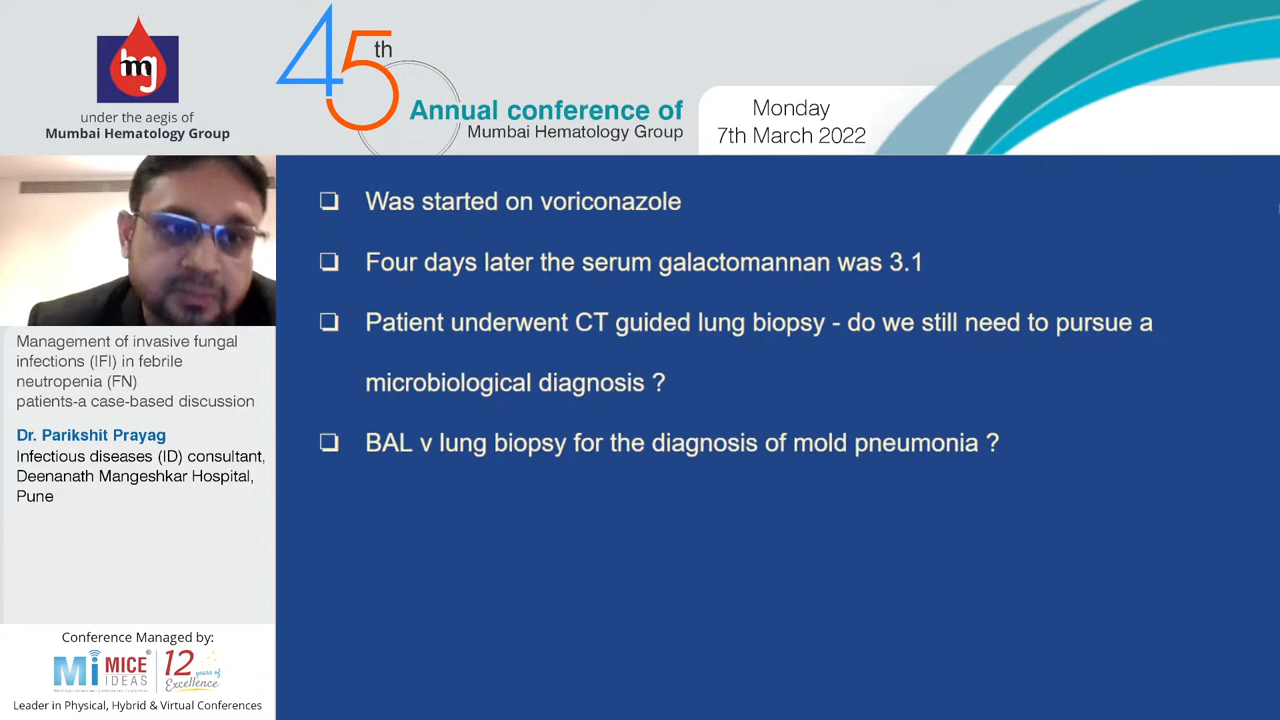 hg
under the aegis of
Mumbai Hematology Group
45th
Annual conference of
Mumbai Hematology Group
Monday
7th March 2022
Management of invasive fungal
infections (IFI) in febrile
neutropenia (FN)
patients-a case-based discussion
Dr. Parikshit Prayag
Infectious diseases (ID) consultant,
Deenanath Mangeshkar Hospital,
Pune
❏ Was started on voriconazole
❏ Four days later the serum galactomannan was 3.1
❏ Patient underwent CT guided lung biopsy - do we still need to pursue a
microbiological diagnosis ?
❏ BAL v lung biopsy for the diagnosis of mold pneumonia ?
Conference Managed by:
Mi MICE ® 12
IDEAS years of
Excellence
Leader in Physical, Hybrid & Virtual Conferences